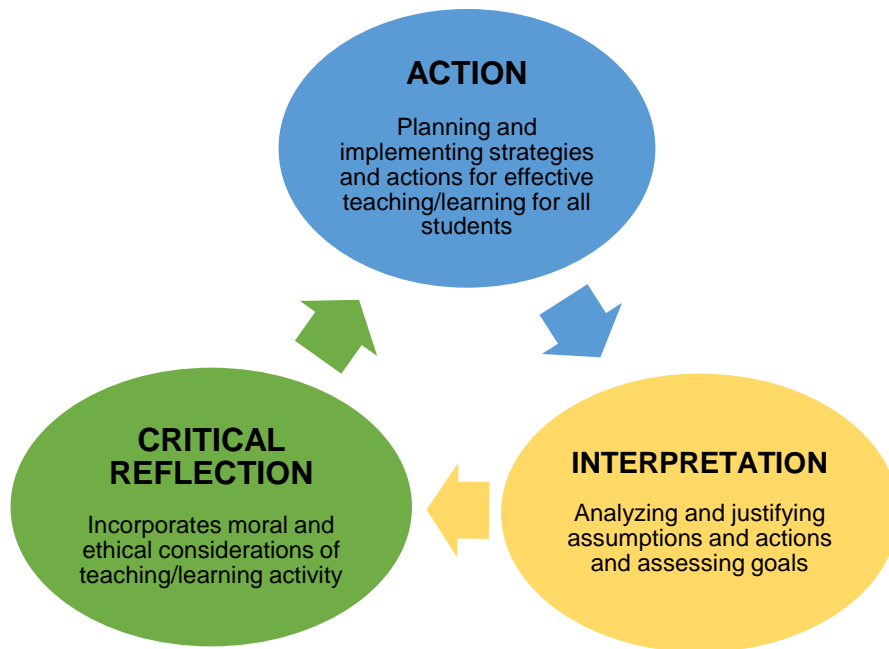 ACTION
Planning and
implementing strategies
and actions for effective
teaching/learning for all
students
CRITICAL
REFLECTION
Incorporates moral and
ethical considerations of
teaching/learning activity
INTERPRETATION
Analyzing and justifying
assumptions and actions
and assessing goals